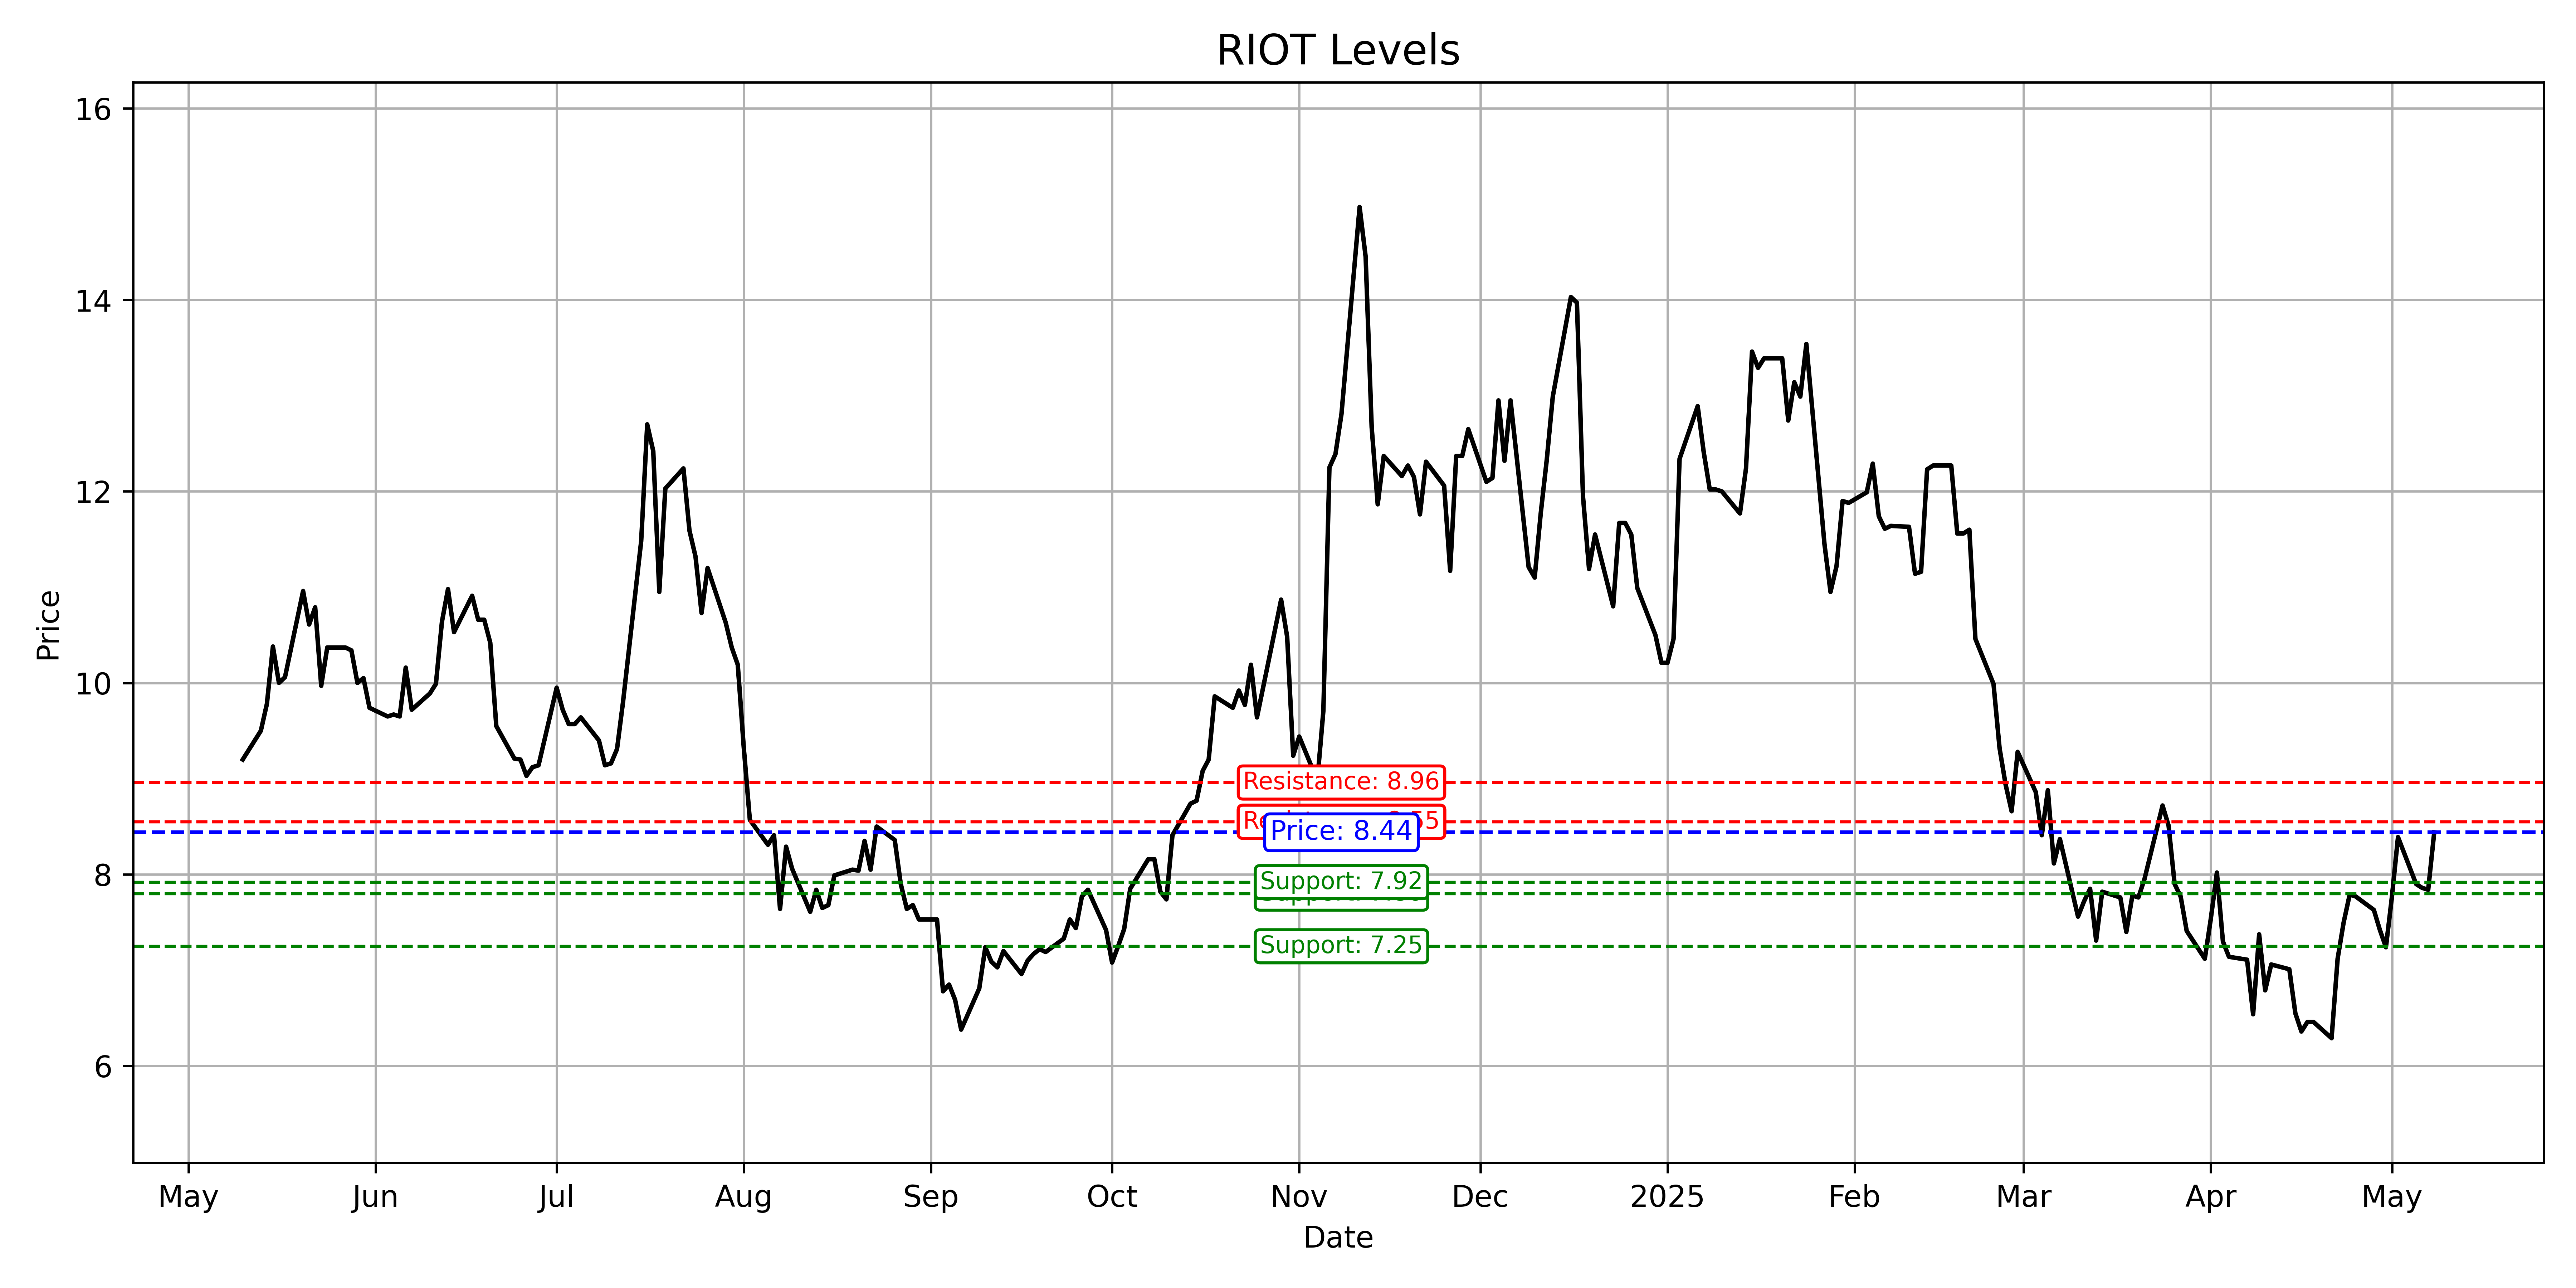 RIOT Levels
16
14
12
10
8
6
Price
Resistance: 8.96
Price: 8.44
Support: 7.92
Support: 7.25
May
Jun
Jul
Aug
Sep
Oct
Nov
Dec
2025
Feb
Mar
Apr
May
Date